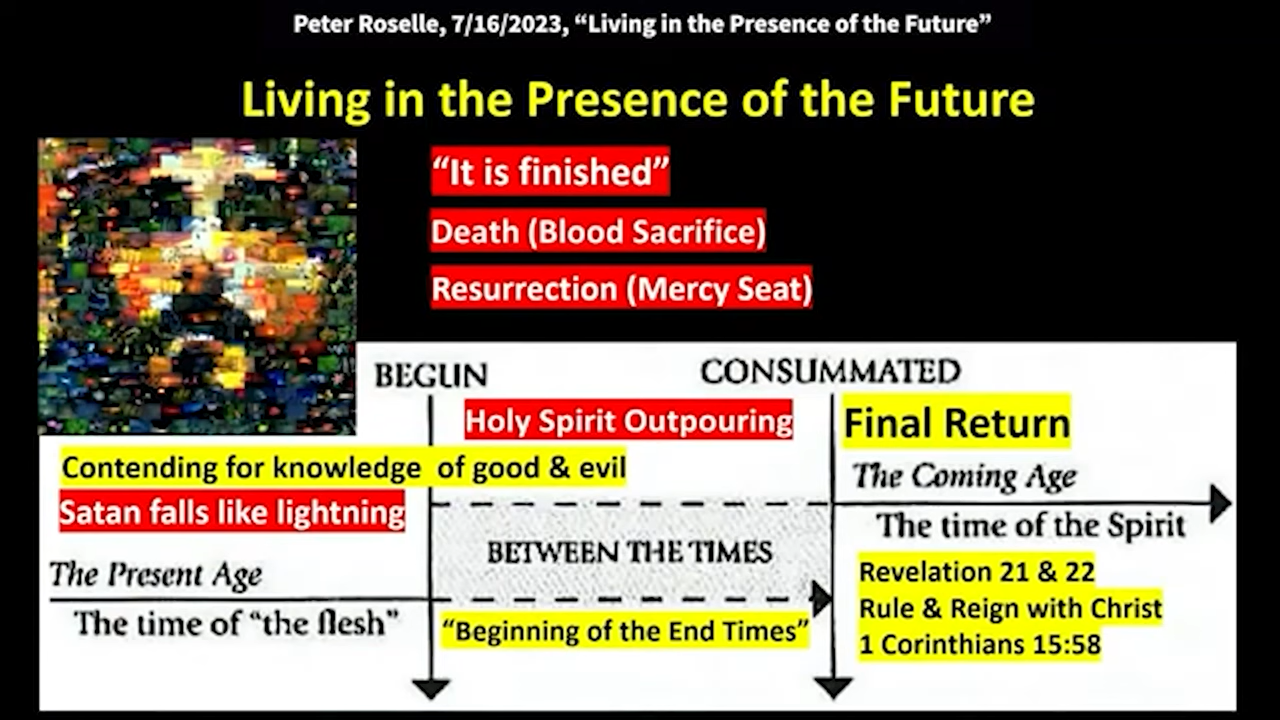 Peter Roselle, 7/16/2023, “Living in the Presence of the Future”
Living in the Presence of the Future
“It is finished”
Death (Blood Sacrifice)
Resurrection (Mercy Seat)
BEGUN
CONSUMMATED
Holy Spirit Outpouring
Final Return
Contending for knowledge of good & evil
The Coming Age
Satan falls like lightning
The time of the Spirit
BETWEEN THE TIMES
The Present Age
Revelation 21 & 22
The time of “the flesh”
“Beginning of the End Times”
Rule & Reign with Christ
1 Corinthians 15:58